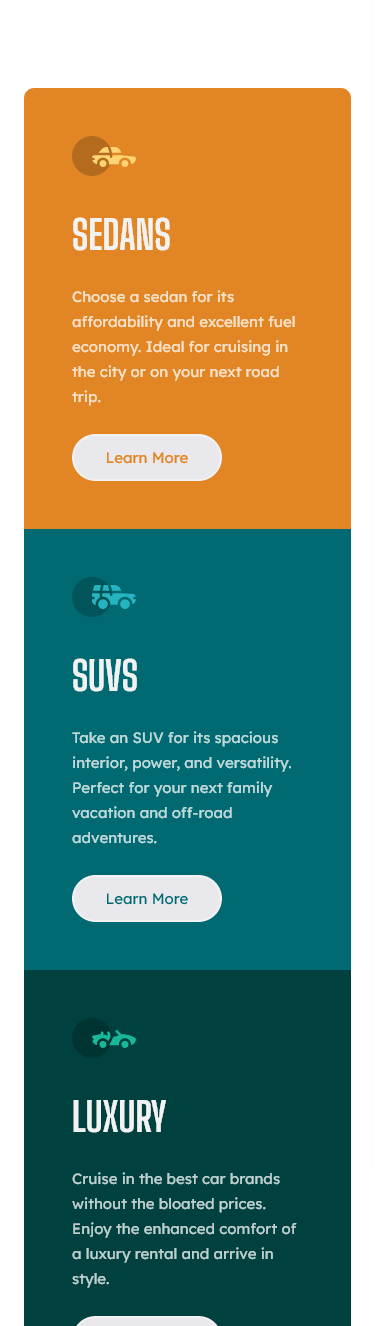 SEDANS
Choose a sedan for its
affordability and excellent fuel
economy. Ideal for cruising in
the city or on your next road
trip.
Learn More
SUVS
Take an SUV for its spacious
interior, power, and versatility.
Perfect for your next family
vacation and off-road
adventures.
Learn More
LUXURY
Cruise in the best car brands
without the bloated prices.
Enjoy the enhanced comfort of
a luxury rental and arrive in
style.